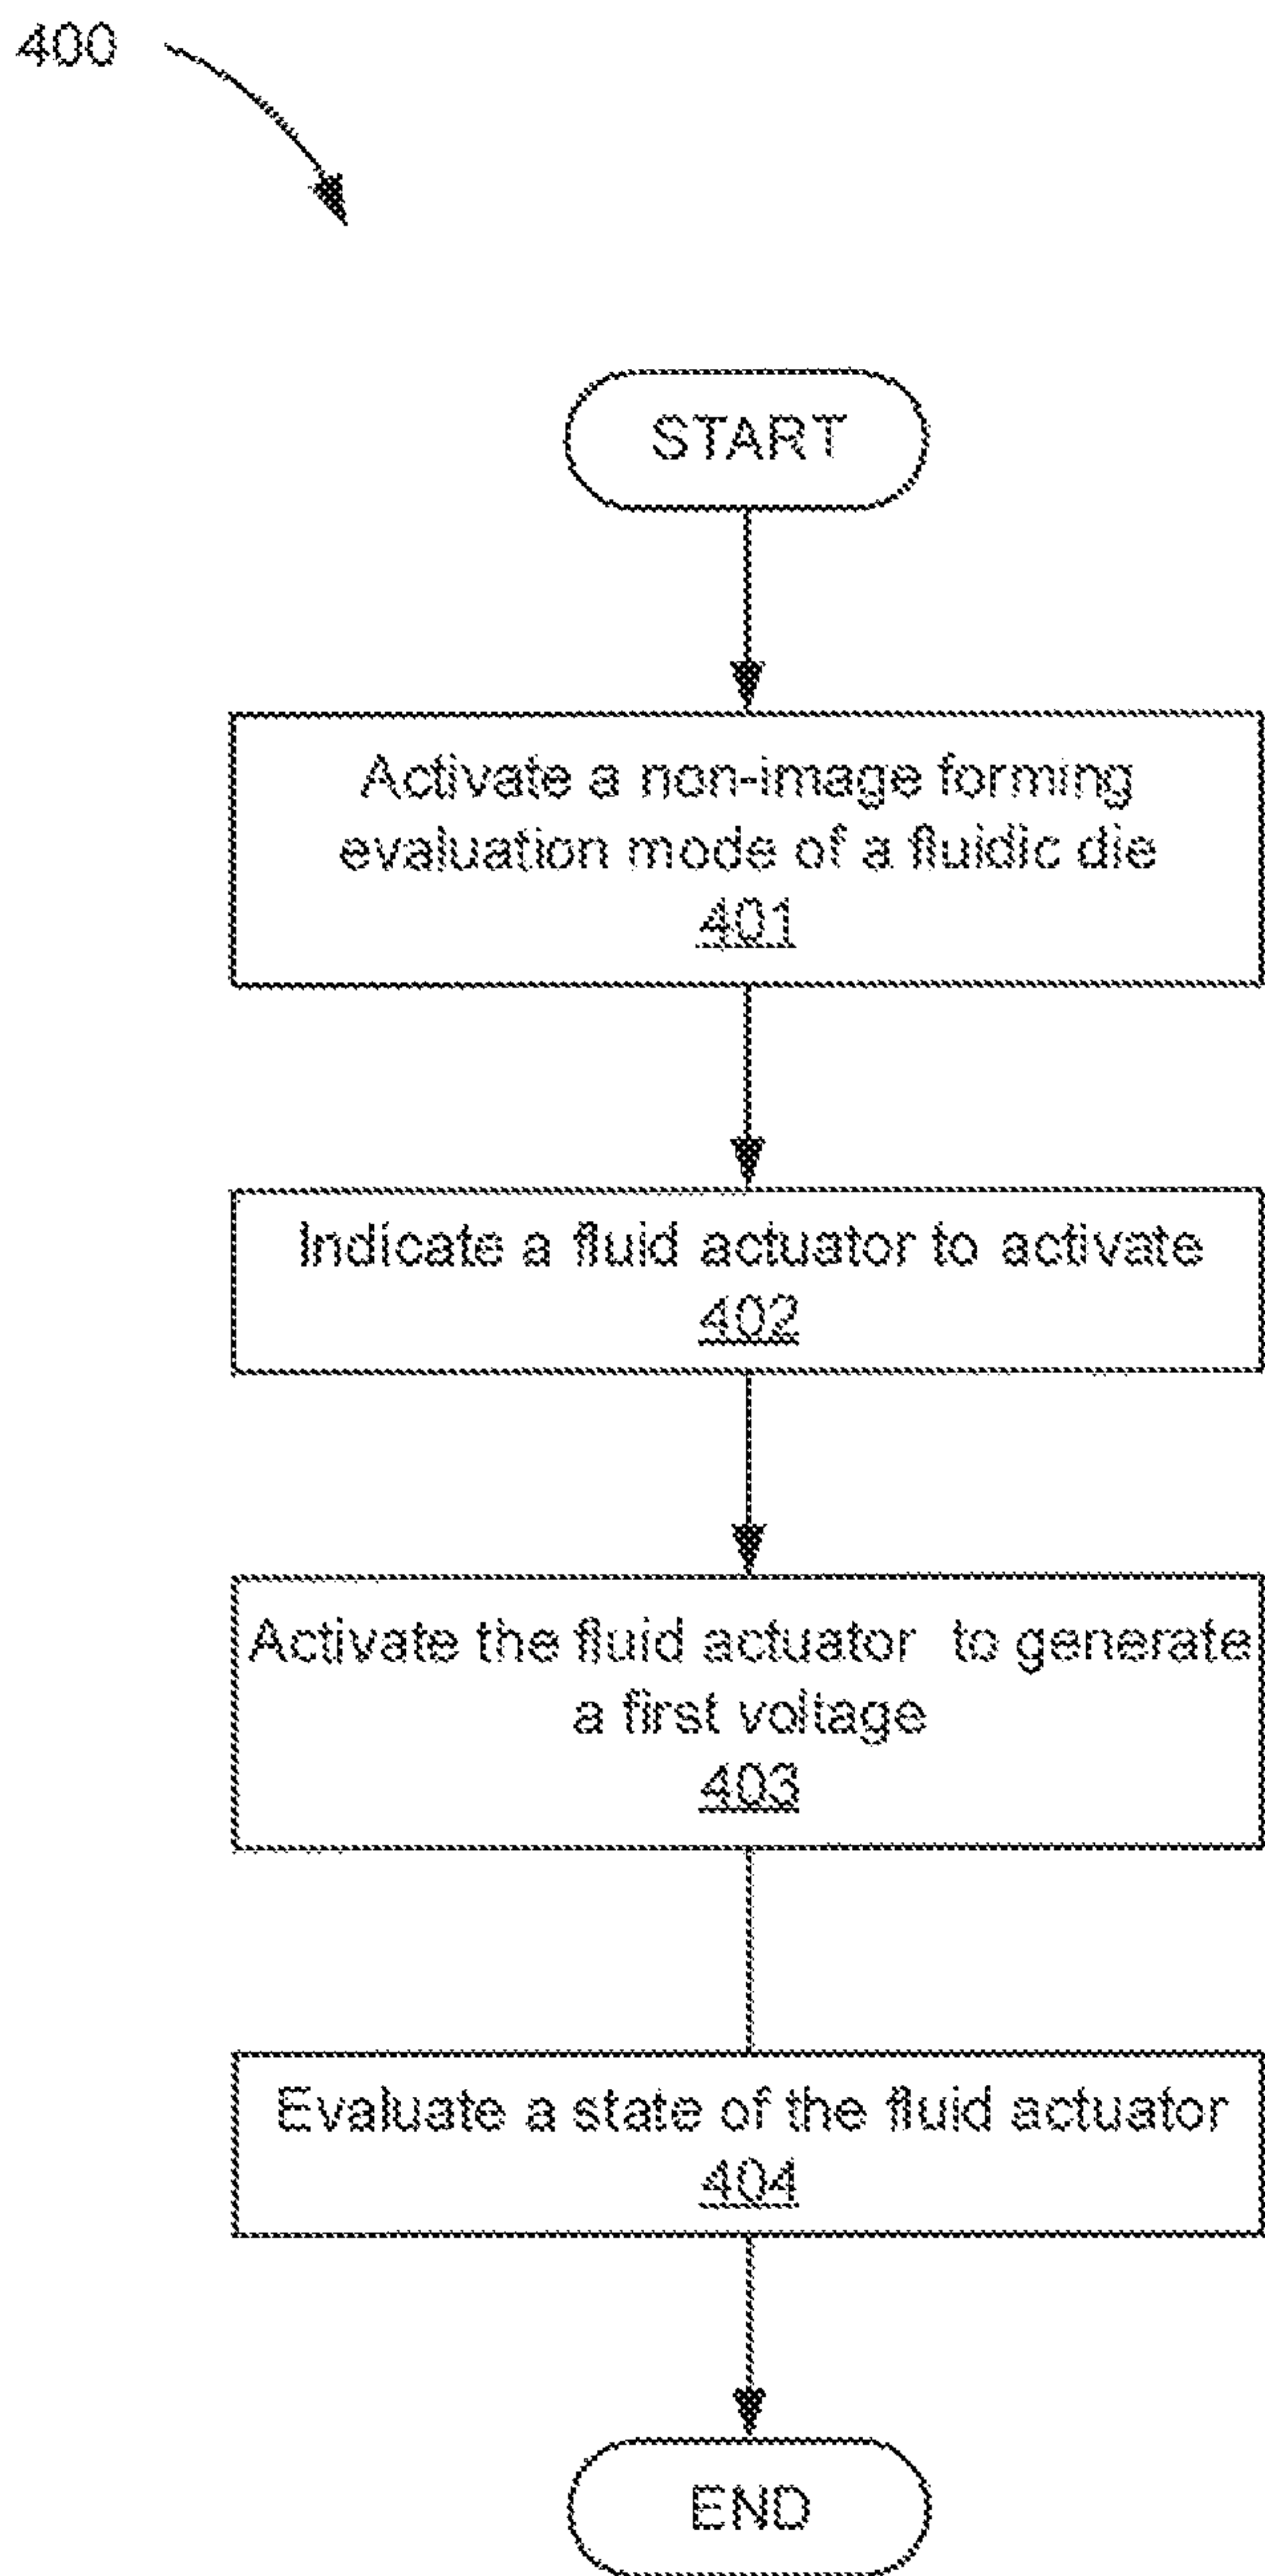 400
START
Activate a non-image forming
evaluation mode of a fluidic die
401
Indicate a fluid actuator to activate
402
Activate the fluid actuator to generate
a first voltage
403
Evaluate a state of the fluid actuator
404
END